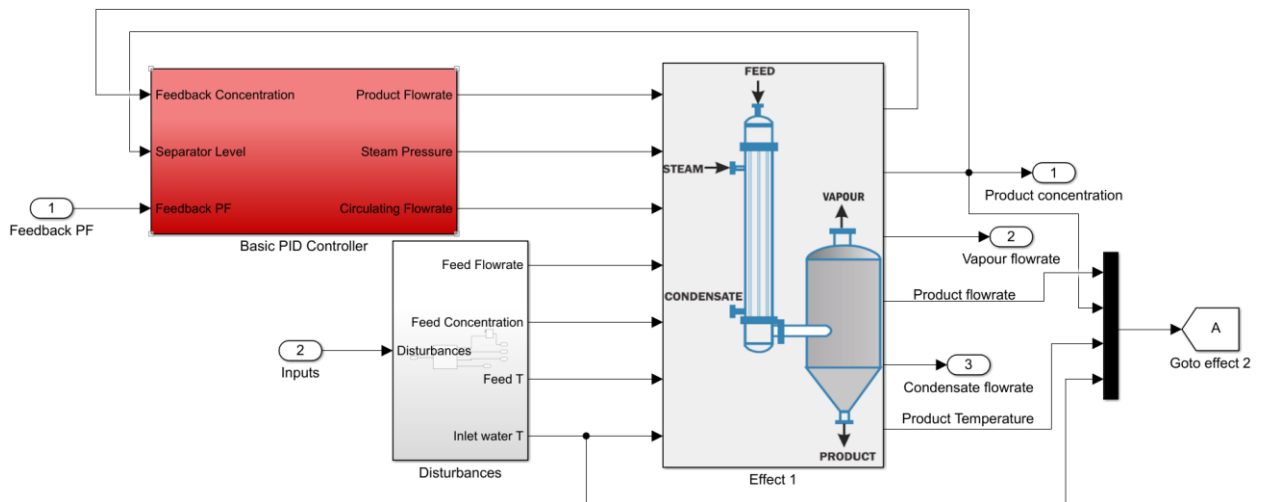 Feedback Concentration
Product Flowrate
Separator Level
Steam Pressure
1
Feedback PF
Feedback PF
Circulating Flowrate
Basic PID Controller
Feed Flowrate
Feed Concentration
2
Inputs
Disturbances
Feed T
Inlet water T
Disturbances
FEED
STEAM
VAPOUR
CONDENSATE
PRODUCT
Effect 1
1
Product concentration
2
Vapour flowrate
Product flowrate
3
Condensate flowrate
Product Temperature
A
Goto effect 2